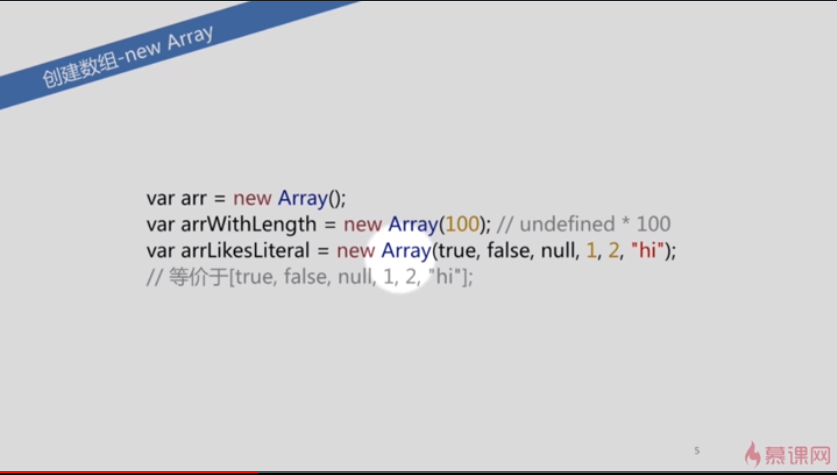 创建数组-new Array
var arr = new Array();
var arrWithLength = new Array(100); // undefined * 100
var arrLikesLiteral = new Array(true, false, null, 1, 2, "hi");
// 等价于[true, false, null, 1, 2, "hi"];
5
慕课网